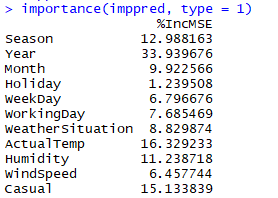 > importance(imppred, type = 1)
%IncMSE
Season 12.988163
Year 33.939676
Month 9.922566
Holiday 1.239508
WeekDay 6.796676
WorkingDay 7.685469
WeatherSituation 8.829874
ActualTemp 16.329233
Humidity 11.238718
WindSpeed 6.457744
Casual 15.133839